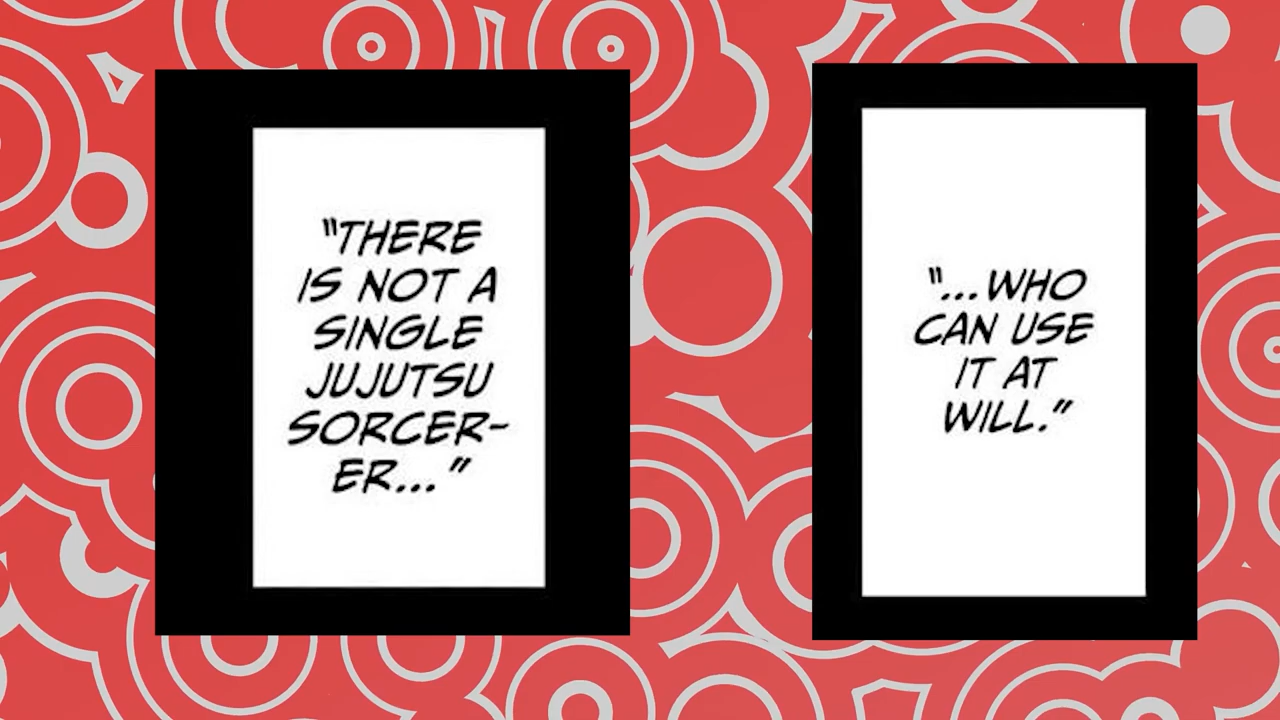 "THERE
IS NOT A
SINGLE
JUJUTSU
SORCER-
ER..."
"...WHO
CAN USE
IT AT
WILL."